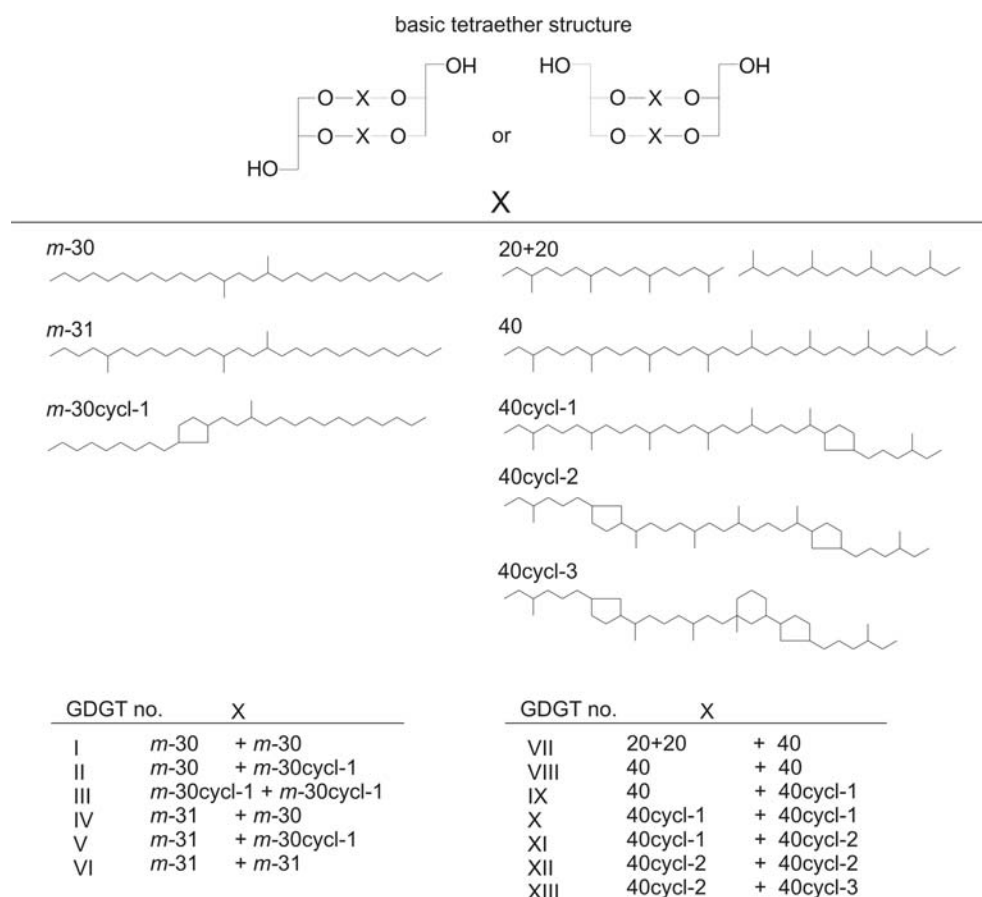 basic tetraether structure
OH HO OH
O X O O X O
O X O or O X O
HO
X
m-30
m-31
m-30cycl-1
20+20
40
40cycl-1
40cycl-2
40cycl-3
GDGT no. X
I m-30 + m-30
II m-30 + m-30cycl-1
III m-30cycl-1 + m-30cycl-1
IV m-31 + m-30
V m-31 + m-30cycl-1
VI m-31 + m-31
GDGT no. X
VII 20+20 + 40
VIII 40 + 40
IX 40 + 40cycl-1
X 40cycl-1 + 40cycl-1
XI 40cycl-1 + 40cycl-2
XII 40cycl-2 + 40cycl-2
XIII 40cycl-2 + 40cycl-3